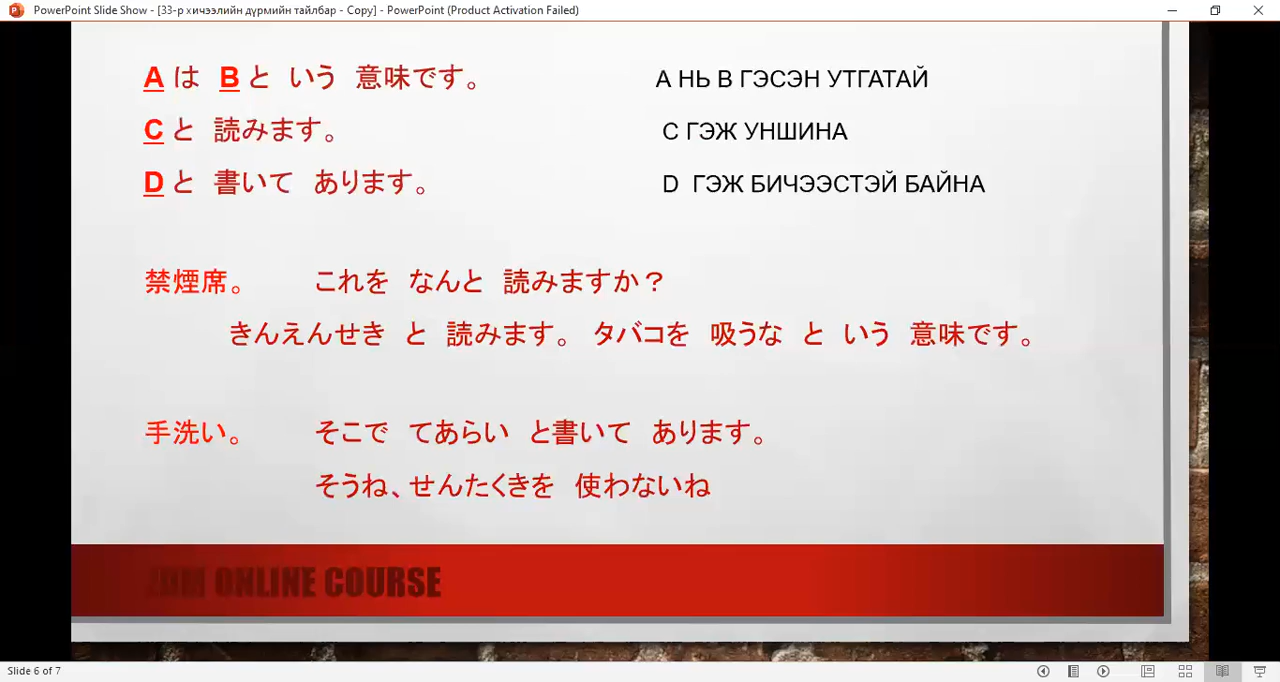 PowerPoint Slide Show - [33-р хичээлийн дүрмийн тайлбар - Copy] - PowerPoint (Product Activation Failed)
A は B と いう 意味です。 А НЬ В ГЭСЭН УТГАТАЙ
C と 読みます。 С ГЭЖ УНШИНА
D と 書いて あります。 D ГЭЖ БИЧЭЭСТЭЙ БАЙНА
禁煙席。 これを なんと 読みますか？
きんえんせき と 読みます。 タバコを 吸うな と いう 意味です。
手洗い。 そこで てあらい と書いて あります。
そうね、せんたくきを 使わないね
ONLINE COURSE
Slide 6 of 7